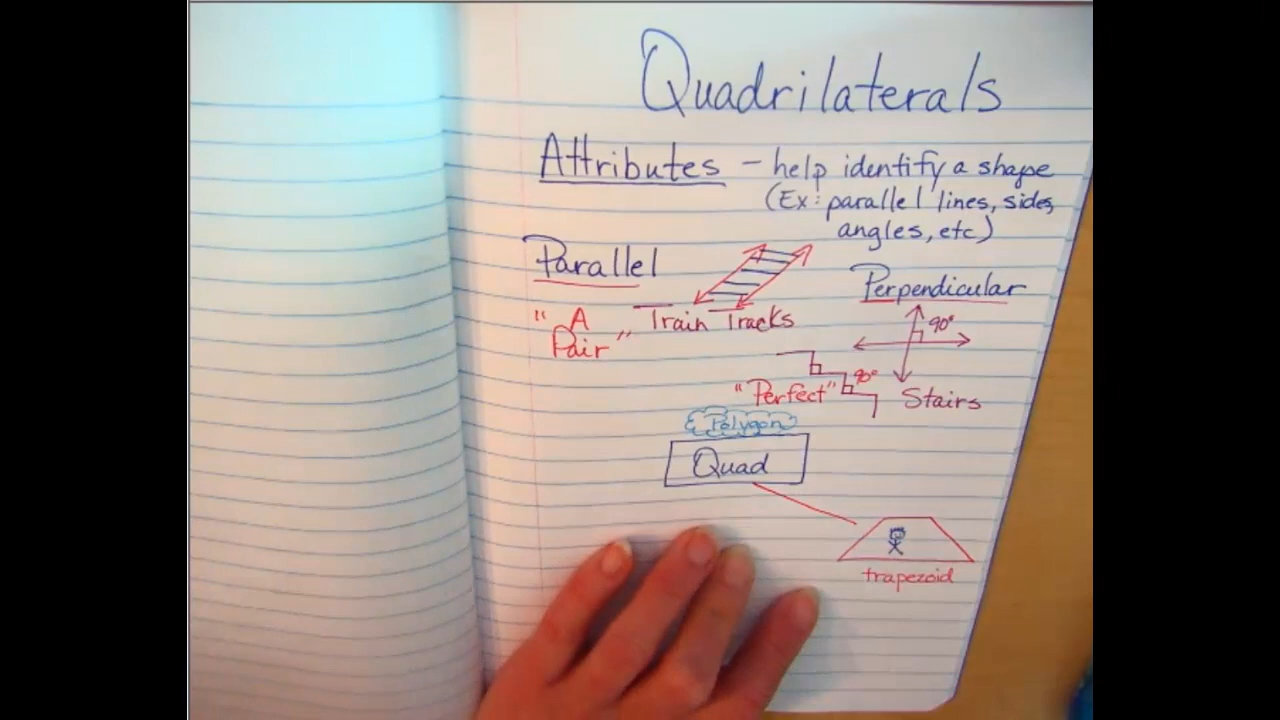 Quadrilaterals
Attributes - help identify a shape
(Ex: parallel lines, sides,
angles, etc)
Parallel
"A
Pair"
Train Tracks
Perpendicular
90°
"Perfect"
90°
Stairs
Polygon
Quad
trapezoid